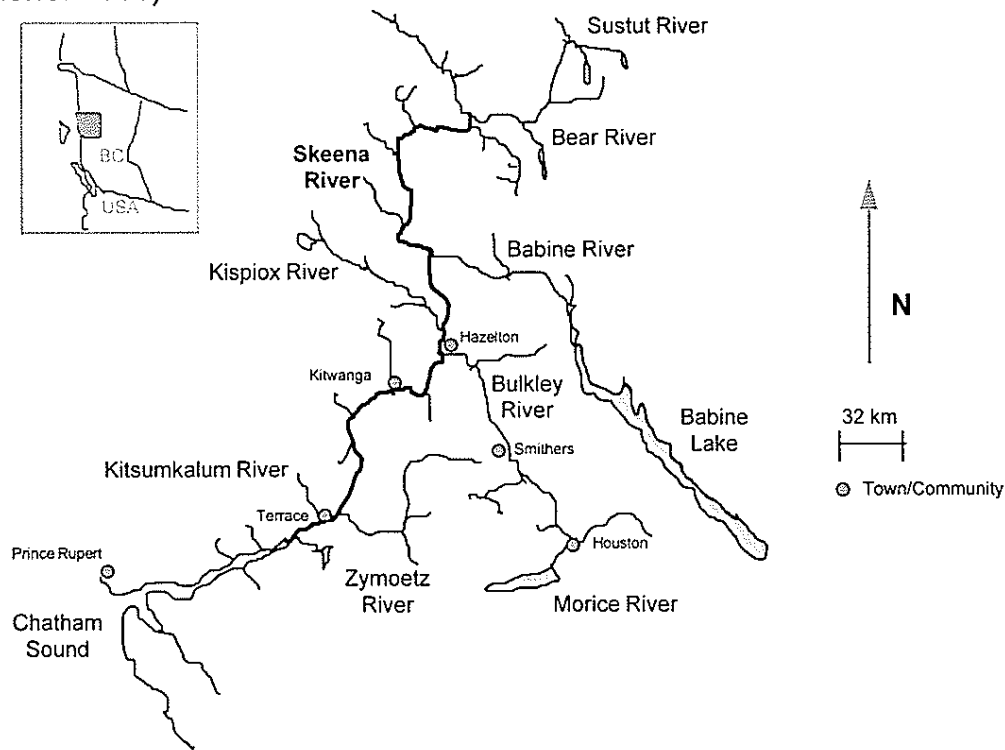 Sustut River
Bear River
BC
USA
Skeena
River
Babine River
Kispiox River
N
Hazelton
Kitwanga
Bulkley
River
Babine
Lake
32 km
Smithers
Kitsumkalum River
Town/Community
Terrace
Prince Rupert
Houston
Zymoetz
River
Morice River
Chatham
Sound